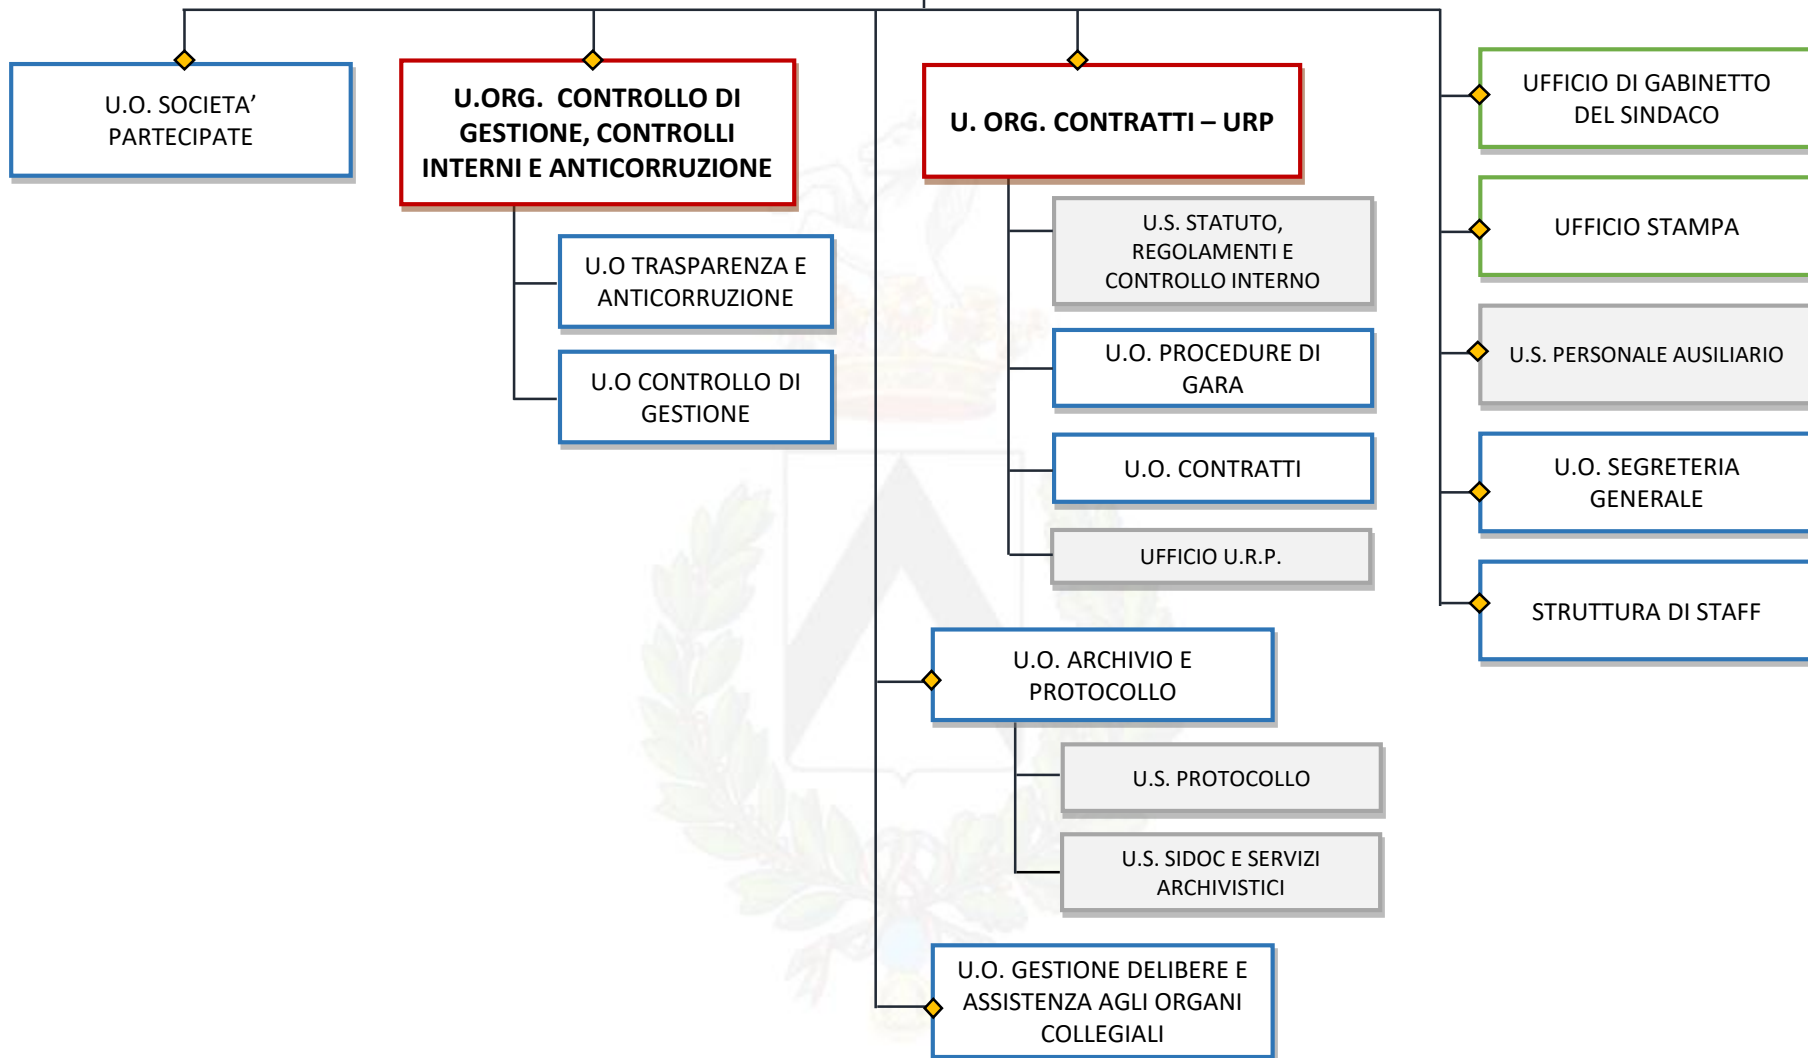 U.O. SOCIETA’
PARTECIPATE
U.ORG. CONTROLLO DI
GESTIONE, CONTROLLI
INTERNI E ANTICORRUZIONE
U.O TRASPARENZA E
ANTICORRUZIONE
U.O CONTROLLO DI
GESTIONE
U. ORG. CONTRATTI – URP
U.S. STATUTO,
REGOLAMENTI E
CONTROLLO INTERNO
U.O. PROCEDURE DI
GARA
U.O. CONTRATTI
UFFICIO U.R.P.
U.O. ARCHIVIO E
PROTOCOLLO
U.S. PROTOCOLLO
U.S. SIDOC E SERVIZI
ARCHIVISTICI
U.O. GESTIONE DELIBERE E
ASSISTENZA AGLI ORGANI
COLLEGIALI
UFFICIO DI GABINETTO
DEL SINDACO
UFFICIO STAMPA
U.S. PERSONALE AUSILIARIO
U.O. SEGRETERIA
GENERALE
STRUTTURA DI STAFF